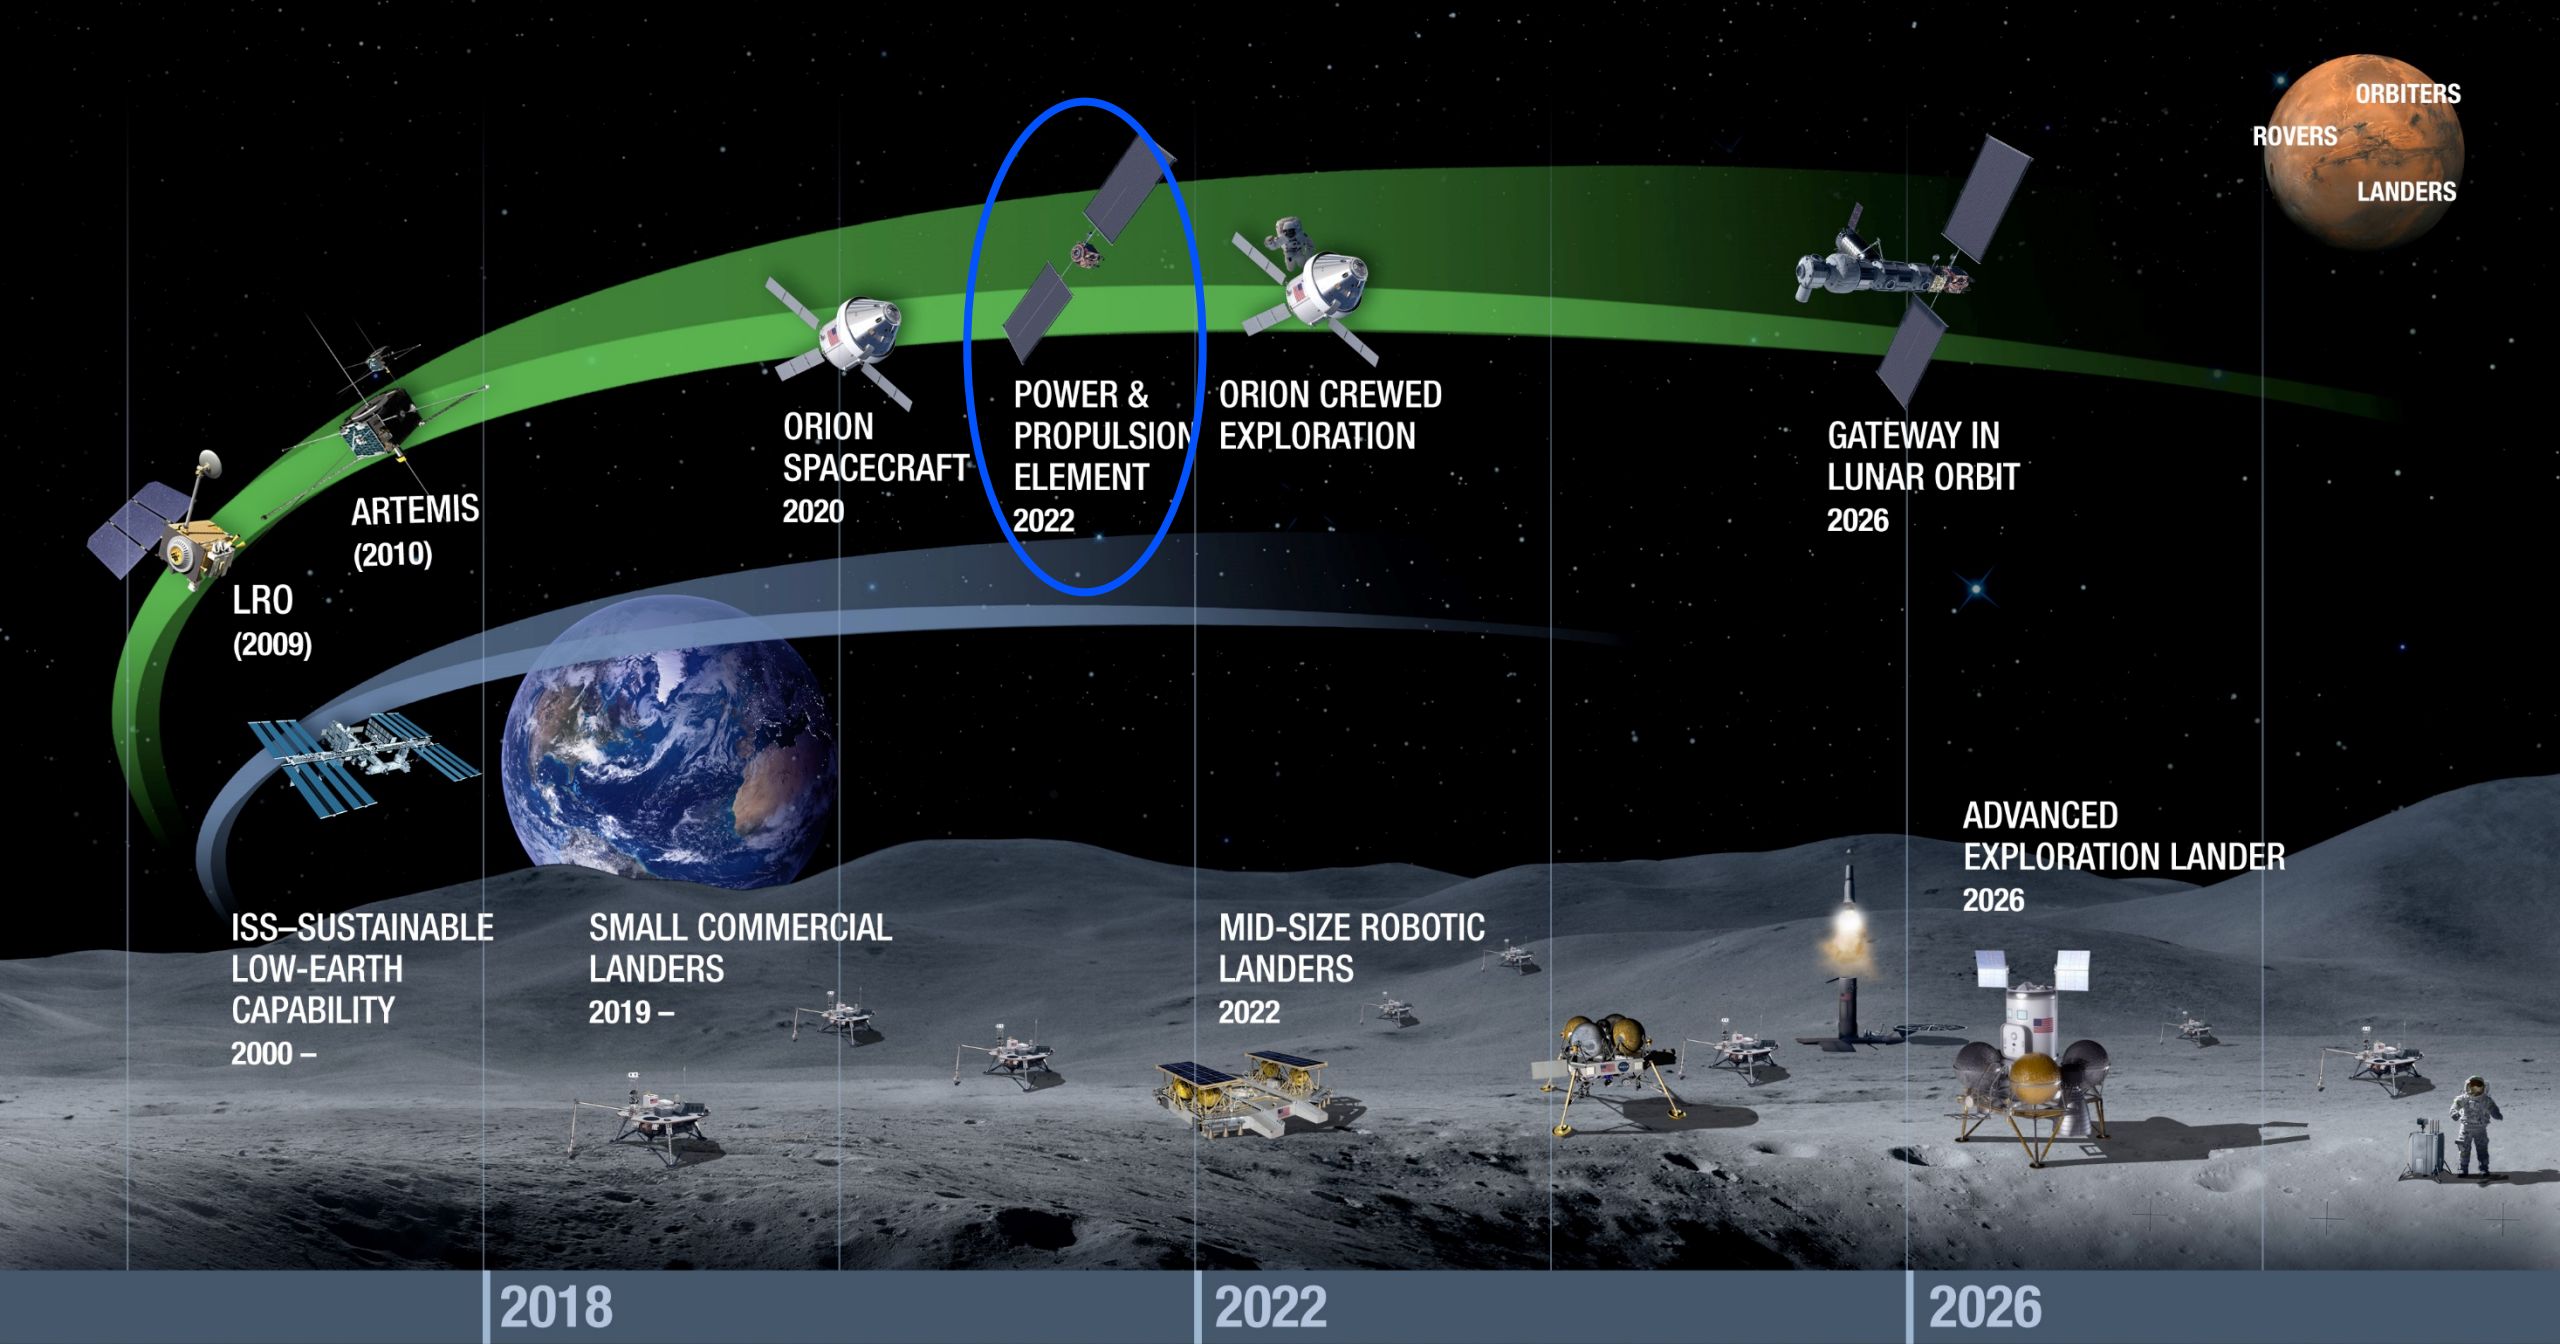 ORBITERS
ROVERS
LANDERS
LRO
(2009)
ARTEMIS
(2010)
ORION
SPACECRAFT
2020
POWER &
PROPULSION
ELEMENT
2022
ORION CREWED
EXPLORATION
GATEWAY IN
LUNAR ORBIT
2026
ISS–SUSTAINABLE
LOW-EARTH
CAPABILITY
2000 –
SMALL COMMERCIAL
LANDERS
2019 –
MID-SIZE ROBOTIC
LANDERS
2022
ADVANCED
EXPLORATION LANDER
2026
2018
2022
2026